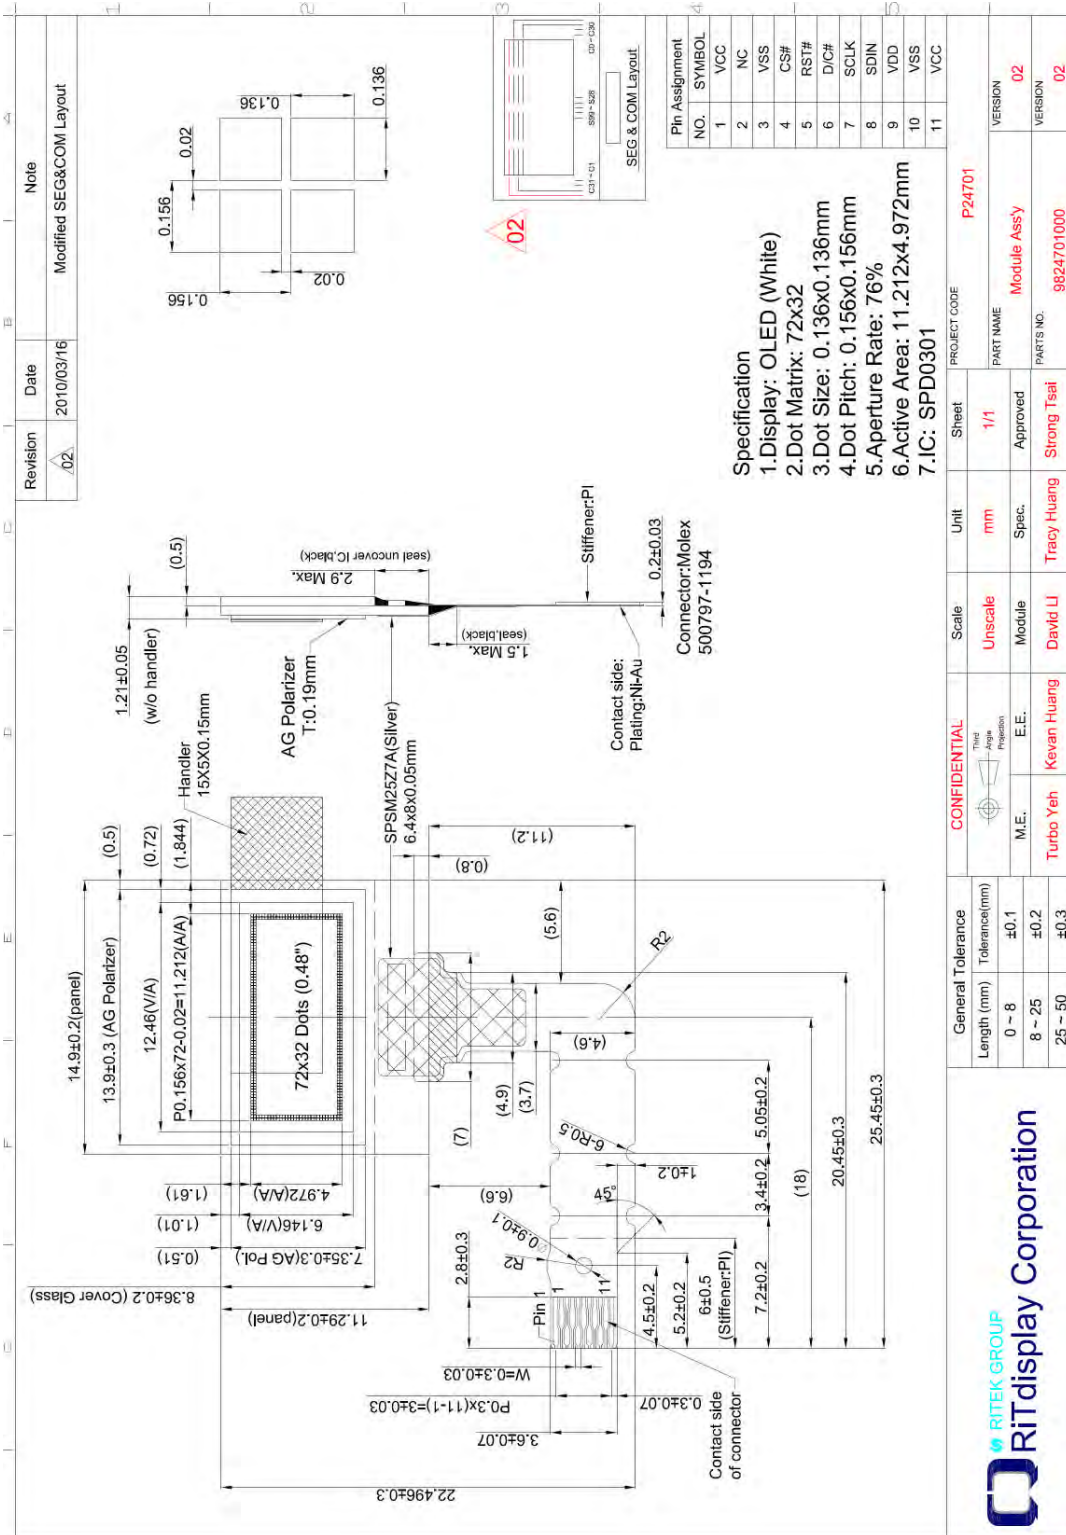 Revision Date Note
02 2010/03/16 Modified SEG&COM Layout
1
2
3
5
A
B
C
D
E
F
G
14.9±0.2(panel)
13.9±0.3 (AG Polarizer)
12.46(V/A)
P0.156x72-0.02=11.212(A/A)
(0.5)
(0.72)
(1.844)
Handler
15X5X0.15mm
72x32 Dots (0.48")
(1.61)
4.972(A/A)
(1.01)
6.146(V/A)
(0.51)
7.35±0.3(AG Pol.)
8.36±0.2 (Cover Glass)
11.29±0.2(panel)
22.496±0.3
1.21±0.05
(w/o handler)
(0.5)
AG Polarizer
T:0.19mm
2.9 Max.
(seal uncover IC,black)
1.5 Max.
(seal,black)
SPSM25Z7A(Silver)
6.4x8x0.05mm
Stiffener:PI
0.2±0.03
Contact side:
Plating:Ni-Au
Connector:Molex
500797-1194
0.156
0.02
0.136
0.136
0.156
0.02
(0.8)
(11.2)
(5.6)
R2
(7)
(4.9)
(3.7)
(4.6)
(6.6)
6-R0.5
1±0.2
45°
Ø0.9±0.1
R2
2.8±0.3
Pin 1
1
11
W=0.3±0.03
P0.3x(11-1)=3±0.03
3.6±0.07
0.3±0.07
Contact side
of connector
4.5±0.2
5.2±0.2
6±0.5
(Stiffener:PI)
7.2±0.2
3.4±0.2
5.05±0.2
(18)
20.45±0.3
25.45±0.3
02
C31~C1
S99~S28
C0~C30
SEG & COM Layout
Specification
1.Display: OLED (White)
2.Dot Matrix: 72x32
3.Dot Size: 0.136x0.136mm
4.Dot Pitch: 0.156x0.156mm
5.Aperture Rate: 76%
6.Active Area: 11.212x4.972mm
7.IC: SPD0301
Pin Assignment
NO. SYMBOL
1 VCC
2 NC
3 VSS
4 CS#
5 RST#
6 D/C#
7 SCLK
8 SDIN
9 VDD
10 VSS
11 VCC
RITEK GROUP
RiTdisplay Corporation
General Tolerance
Length (mm) Tolerance(mm)
0 ~ 8 ±0.1
8 ~ 25 ±0.2
25 ~ 50 ±0.3
CONFIDENTIAL
Third
Angle
Projection
Scale Unit Sheet
Unscale mm 1/1
M.E. E.E. Module Spec. Approved
Turbo Yeh Kevan Huang David LI Tracy Huang Strong Tsai
PROJECT CODE
P24701
PART NAME
Module Ass'y
VERSION
02
PARTS NO.
9824701000
VERSION
02